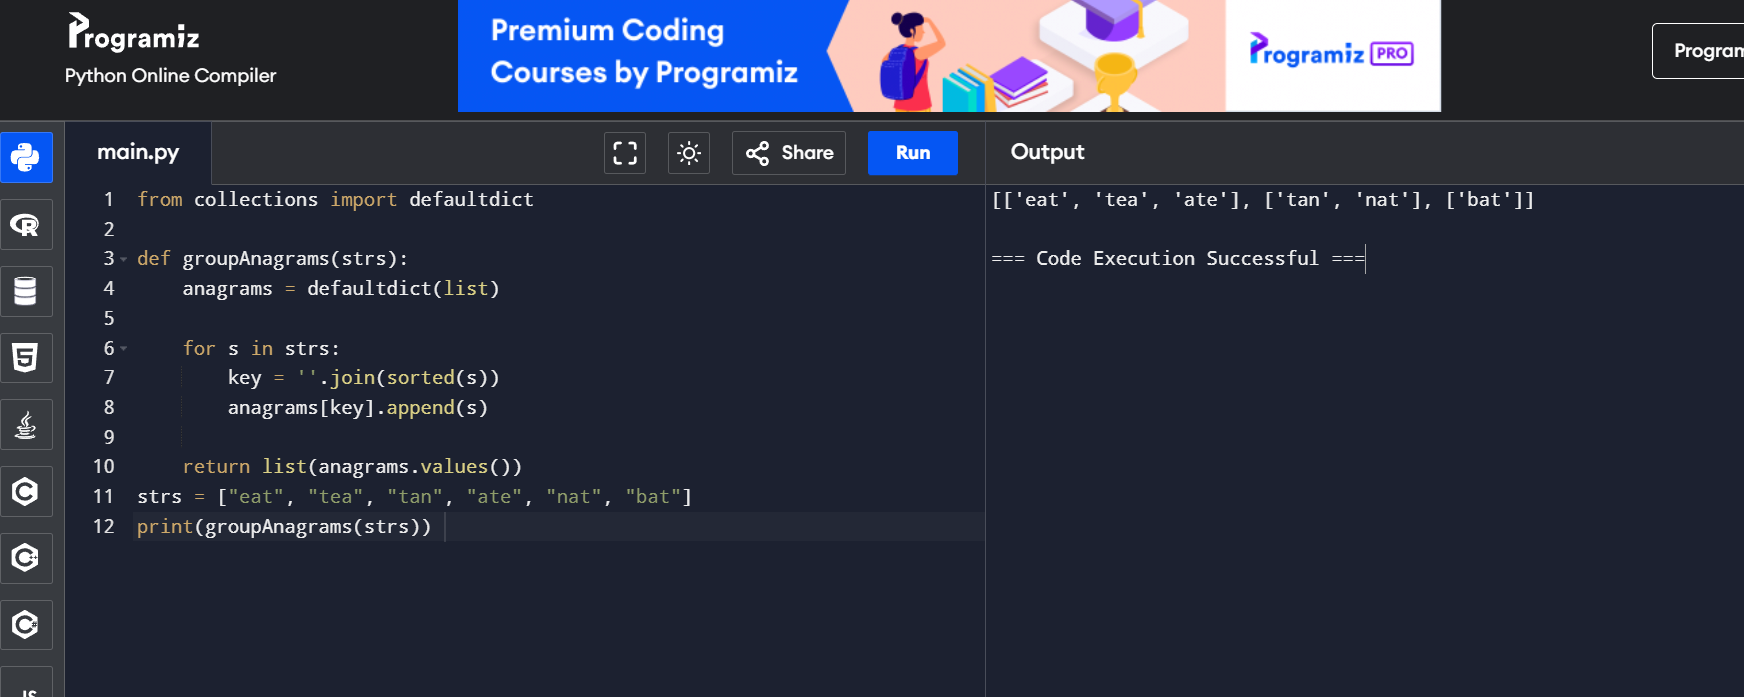 Programiz
Python Online Compiler
Premium Coding
Courses by Programiz
Programiz PRO
Program
main.py
Share
Run
Output
1 from collections import defaultdict
2
3 def groupAnagrams(strs):
4     anagrams = defaultdict(list)
5
6     for s in strs:
7         key = ''.join(sorted(s))
8         anagrams[key].append(s)
9
10     return list(anagrams.values())
11 strs = ["eat", "tea", "tan", "ate", "nat", "bat"]
12 print(groupAnagrams(strs))
[['eat', 'tea', 'ate'], ['tan', 'nat'], ['bat']]
=== Code Execution Successful ===
R
5
C
C++
C#
JS